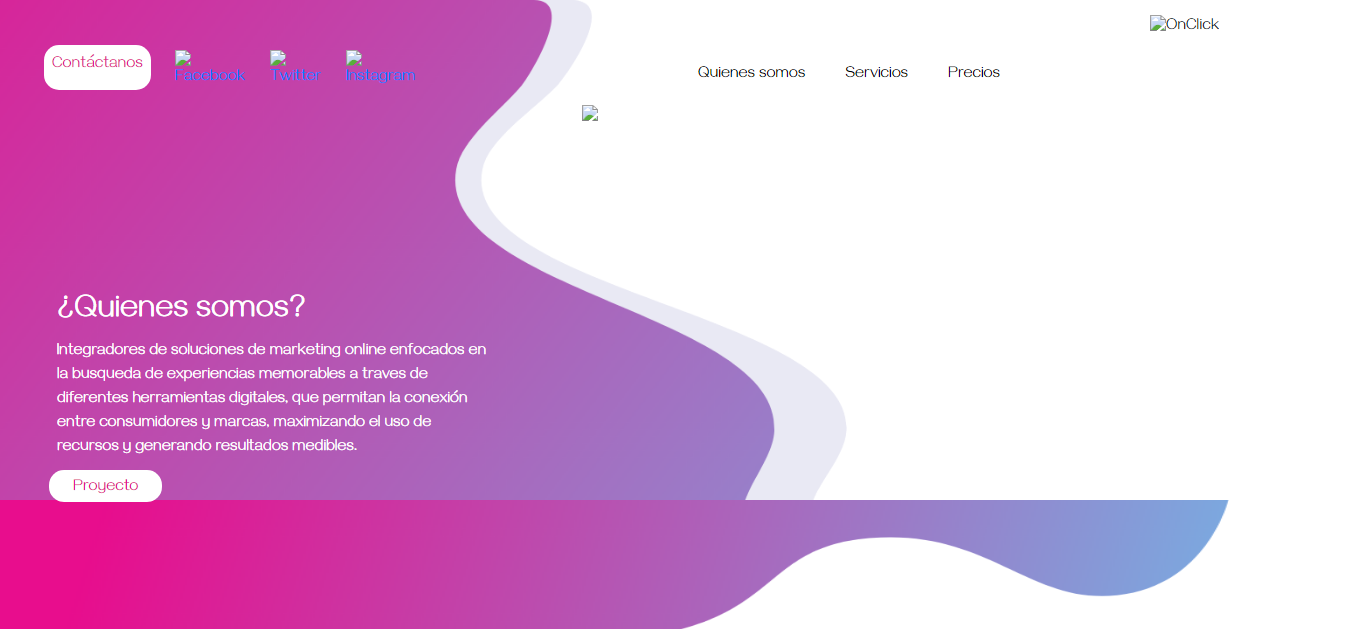 OnClick
Contáctanos
Facebook
Twitter
Instagram
Quienes somos
Servicios
Precios
¿Quienes somos?
Integradores de soluciones de marketing online enfocados en
la busqueda de experiencias memorables a traves de
diferentes herramientas digitales, que permitan la conexión
entre consumidores y marcas, maximizando el uso de
recursos y generando resultados medibles.
Proyecto